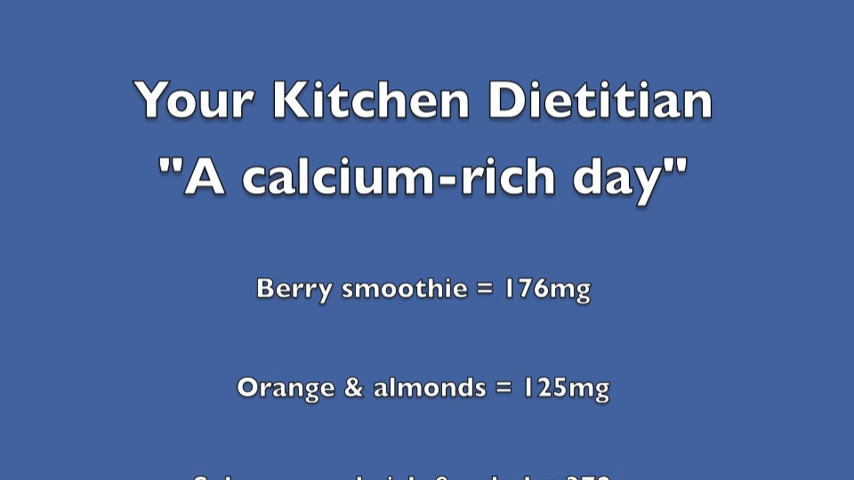 Your Kitchen Dietitian
"A calcium-rich day"
Berry smoothie = 176mg
Orange & almonds = 125mg